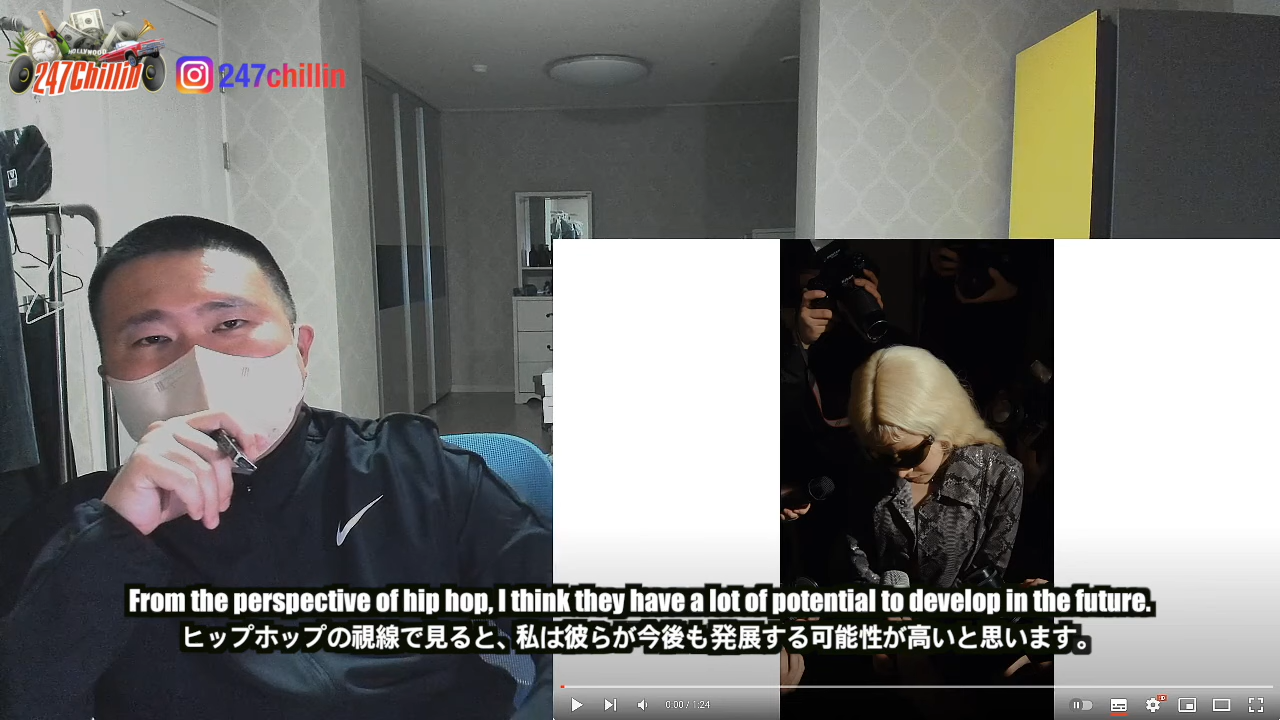 HOLLYWOOD
247Chillin
247chillin
From the perspective of hip hop, I think they have a lot of potential to develop in the future.
ヒップホップの視線で見ると、私は彼らが今後も発展する可能性が高いと思います。
0:00 / 1:24
HD